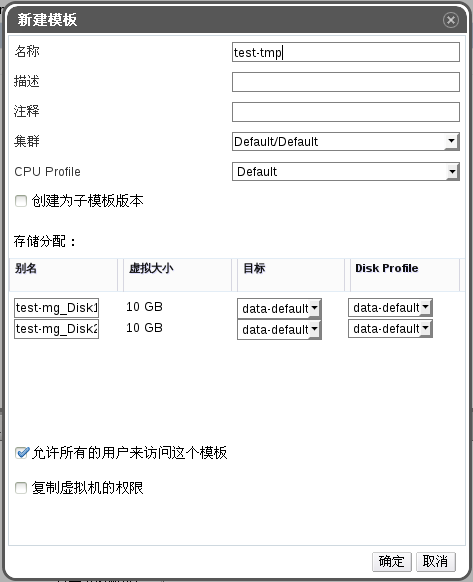 新建模板
名称 test-tmp
描述
注释
集群 Default/Default
CPU Profile Default
创建为子模板版本
存储分配：
别名 虚拟大小 目标 Disk Profile
test-mg_Disk1 10 GB data-default data-default
test-mg_Disk2 10 GB data-default data-default
允许所有的用户来访问这个模板
复制虚拟机的权限
确定 取消